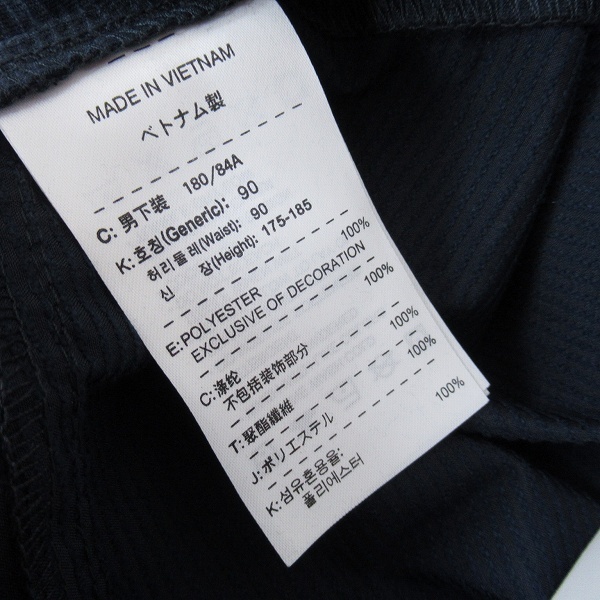 MADE IN VIETNAM
ベトナム製
C: 男下装 180/84A
K: 호칭(Generic): 90
허리둘레(Waist): 90
신 장(Height): 175-185
E: POLYESTER 100%
EXCLUSIVE OF DECORATION
C: 涤纶 100%
不包括装饰部分
T: 聚酯纖維 100%
J: ポリエステル 100%
K: 섬유혼용율: 100%
폴리에스터